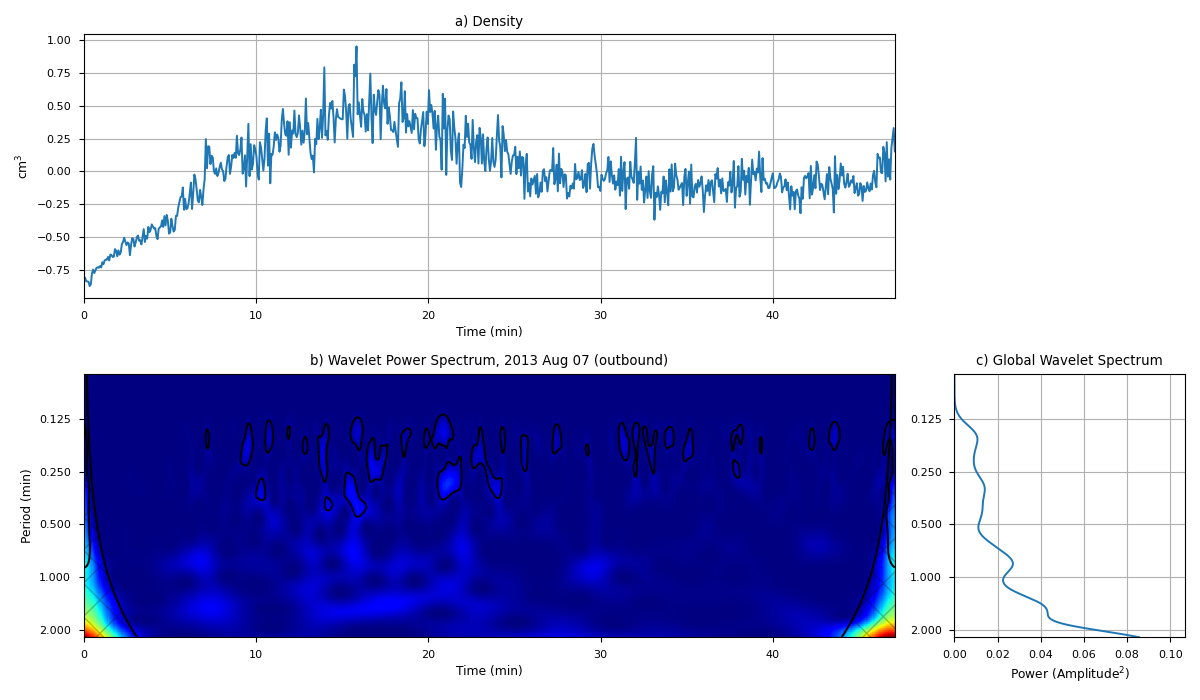 a) Density
1.00
0.75
0.50
0.25
0.00
−0.25
−0.50
−0.75
cm³
0 10 20 30 40
Time (min)
b) Wavelet Power Spectrum, 2013 Aug 07 (outbound)
0.125
0.250
0.500
1.000
2.000
Period (min)
0 10 20 30 40
Time (min)
c) Global Wavelet Spectrum
0.125
0.250
0.500
1.000
2.000
0.00 0.02 0.04 0.06 0.08 0.10
Power (Amplitude²)